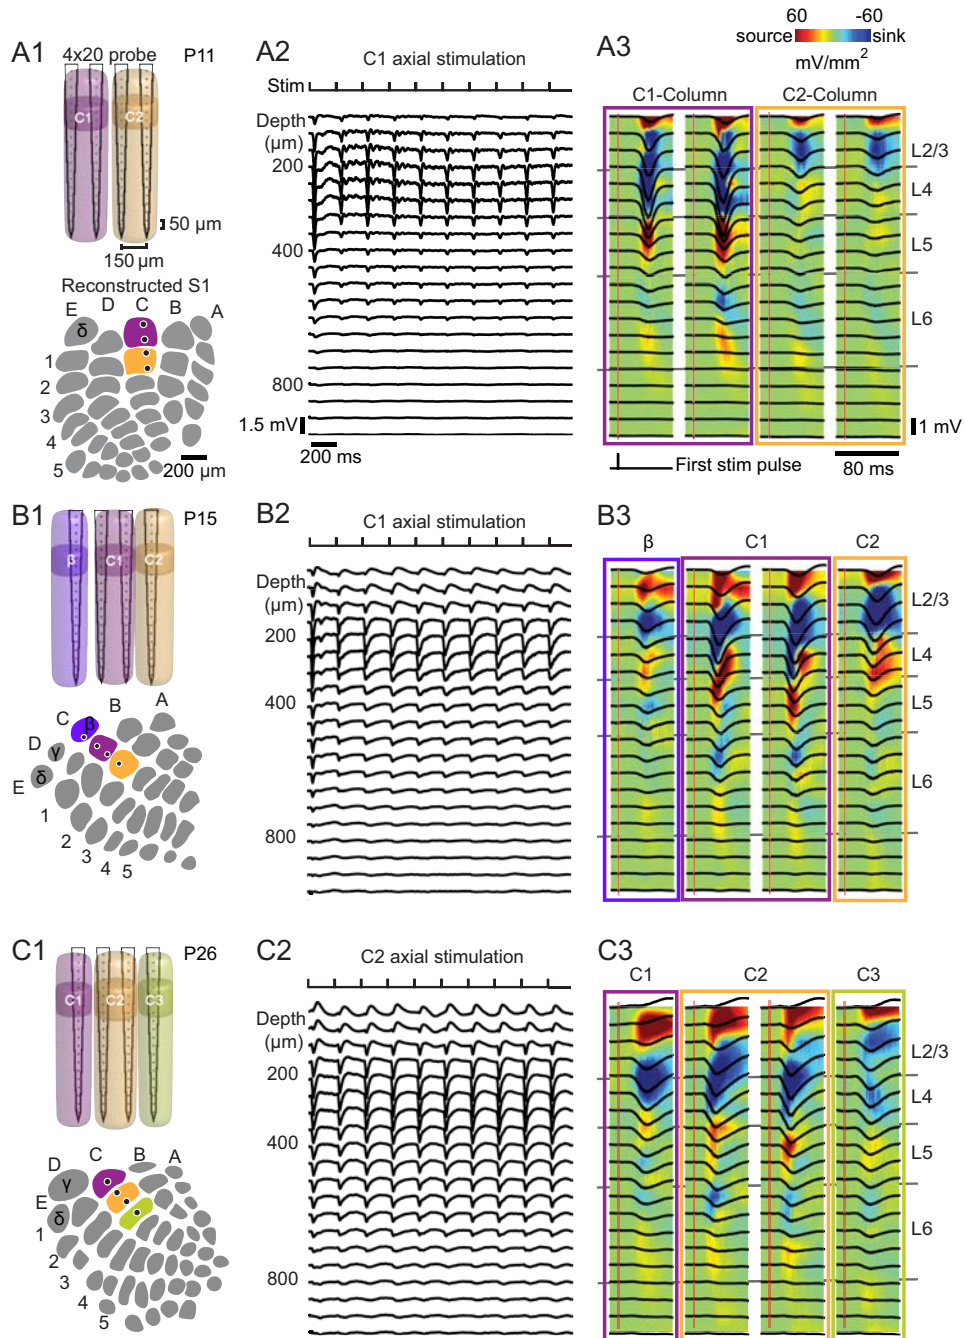 60 -60
source sink
mV/mm2
A1
4x20 probe P11
C1 C2
50 µm
150 µm
Reconstructed S1
E D C B A
δ
1
2
3
4
5
200 µm
A2
C1 axial stimulation
Stim
Depth
(µm)
200
400
800
1.5 mV
200 ms
A3
C1-Column C2-Column
L2/3
L4
L5
L6
1 mV
First stim pulse
80 ms
B1
P15
β C1 C2
C β B A
D γ
E δ
1
2
3
4
5
B2
C1 axial stimulation
Depth
(µm)
200
400
800
B3
β C1 C2
L2/3
L4
L5
L6
C1
P26
C1 C2 C3
D C B A
γ
E
δ
1
2
3
4
5
C2
C2 axial stimulation
Depth
(µm)
200
400
800
C3
C1 C2 C3
L2/3
L4
L5
L6